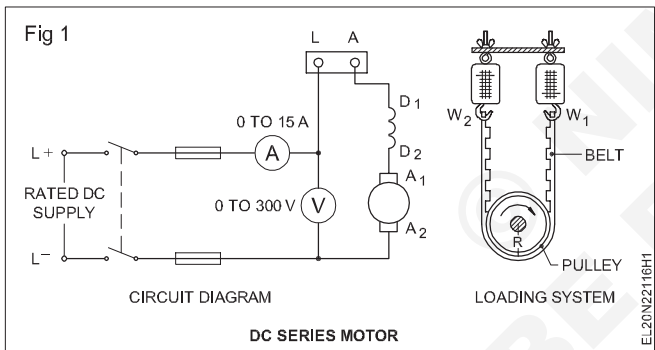 Fig 1
L A
D1
0 TO 15 A
D2
L+
A
A1
RATED DC
SUPPLY
0 TO 300 V
V
A2
L-
CIRCUIT DIAGRAM
W2 W1
BELT
R
PULLEY
LOADING SYSTEM
DC SERIES MOTOR
EL20N22116H1